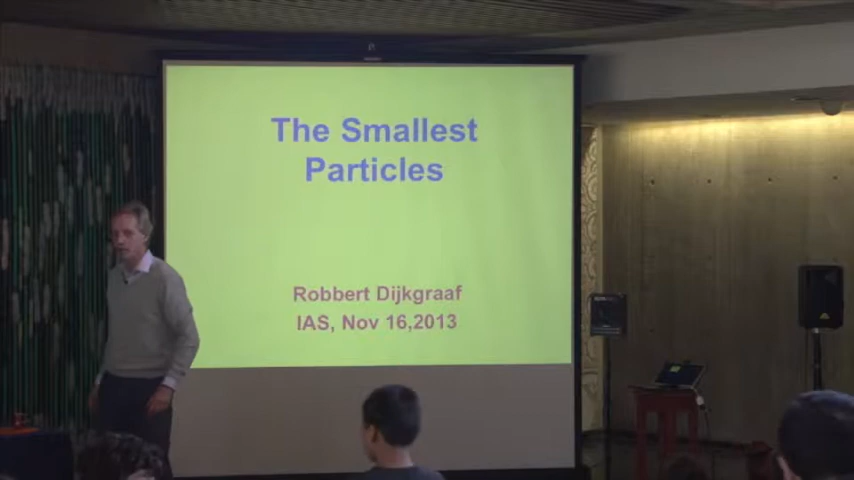 The Smallest
Particles
Robbert Dijkgraaf
IAS, Nov 16,2013